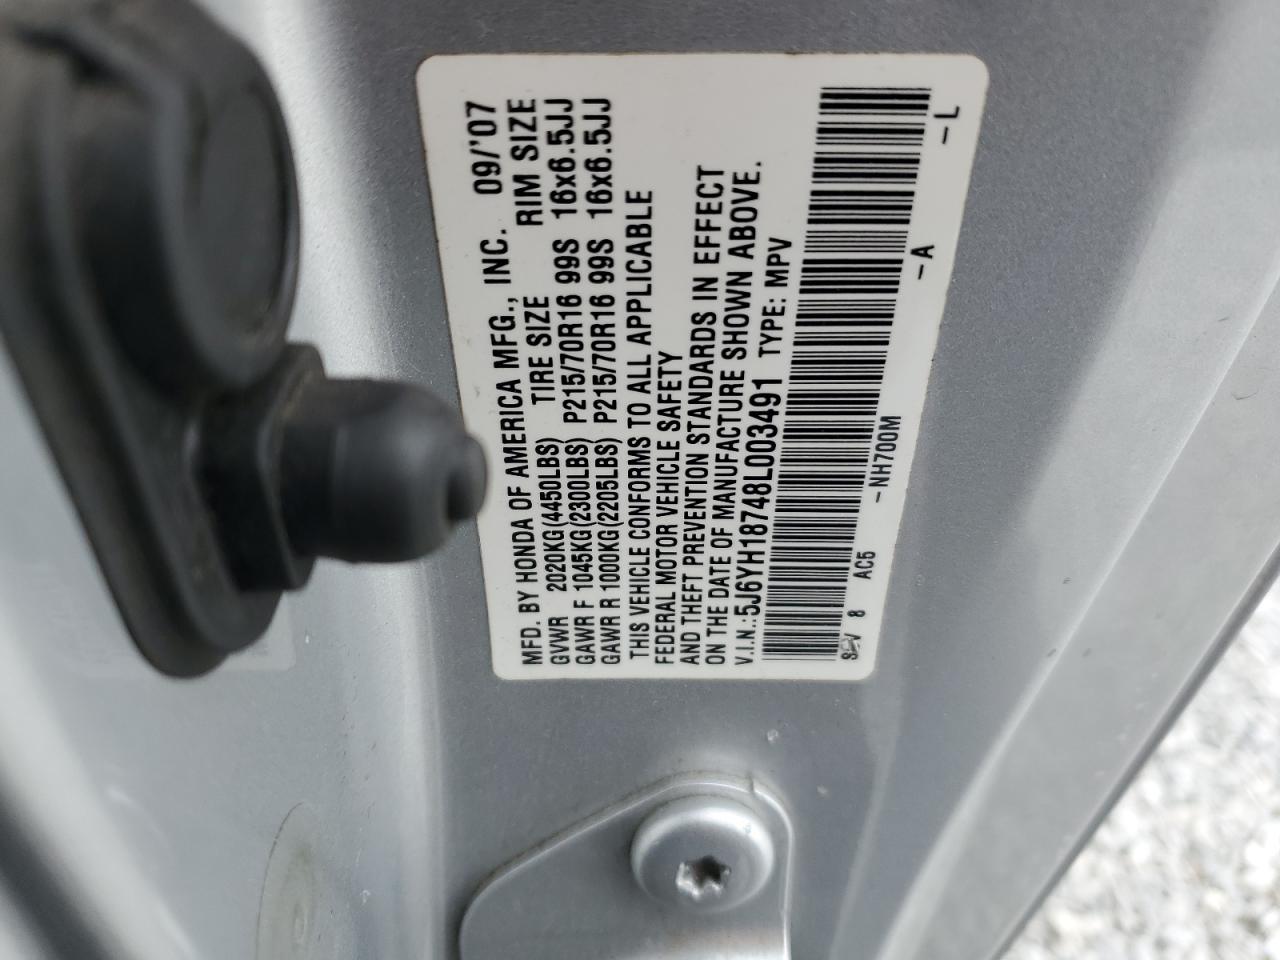 MFD. BY HONDA OF AMERICA MFG., INC. 09/'07
GVWR 2020KG(4450LBS) TIRE SIZE RIM SIZE
GAWR F 1045KG(2300LBS) P215/70R16 99S 16x6.5JJ
GAWR R 1000KG(2205LBS) P215/70R16 99S 16x6.5JJ
THIS VEHICLE CONFORMS TO ALL APPLICABLE
FEDERAL MOTOR VEHICLE SAFETY
AND THEFT PREVENTION STANDARDS IN EFFECT
ON THE DATE OF MANUFACTURE SHOWN ABOVE.
V.I.N.:5J6YH18748L003491 TYPE: MPV
8 AC5 -NH700M -A -L